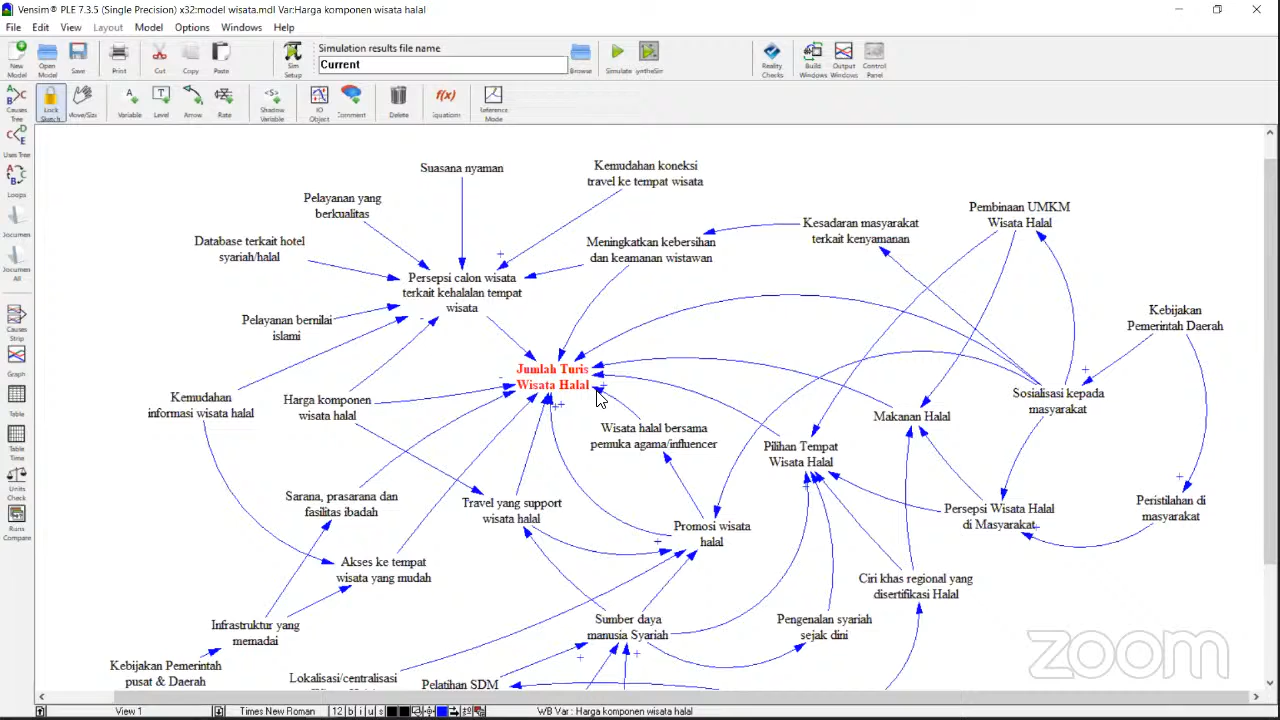 Vensim® PLE 7.3.5 (Single Precision) x32:model wisata.mdl Var:Harga komponen wisata halal
File Edit View Layout Model Options Windows Help
New
Model
Open
Model
Save
Print
Cut
Copy
Paste
Sim
Setup
Simulation results file name
Current
Browse
Simulate
SyntheSim
Reality
Checks
Build
Windows
Output
Windows
Control
Panel
Causes
Tree
Lock
Sketch
Move/Size
Variable
Level
Arrow
Rate
Shadow
Variable
IO
Object
Comment
Delete
f(x)
Equations
Reference
Mode
Uses Tree
Loops
Documen
Documen
All
Causes
Strip
Graph
Table
Table
Time
Units
Check
Runs
Compare
Suasana nyaman
Kemudahan koneksi
travel ke tempat wisata
Pelayanan yang
berkualitas
Pembinaan UMKM
Wisata Halal
Kesadaran masyarakat
terkait kenyamanan
Database terkait hotel
syariah/halal
Meningkatkan kebersihan
dan keamanan wistawan
Persepsi calon wisata
terkait kehalalan tempat
wisata
Pelayanan bernilai
islami
Kebijakan
Pemerintah Daerah
Jumlah Turis
Wisata Halal
Kemudahan
informasi wisata halal
Harga komponen
wisata halal
Sosialisasi kepada
masyarakat
Makanan Halal
Wisata halal bersama
pemuka agama/influencer
Pilihan Tempat
Wisata Halal
Sarana, prasarana dan
fasilitas ibadah
Travel yang support
wisata halal
Persepsi Wisata Halal
di Masyarakat
Peristilahan di
masyarakat
Promosi wisata
halal
Akses ke tempat
wisata yang mudah
Ciri khas regional yang
disertifikasi Halal
Infrastruktur yang
memadai
Sumber daya
manusia Syariah
Pengenalan syariah
sejak dini
Kebijakan Pemerintah
pusat & Daerah
Lokalisasi/centralisasi
Pelatihan SDM
zoom
View 1
Times New Roman 12 b i u s
WB Var : Harga komponen wisata halal